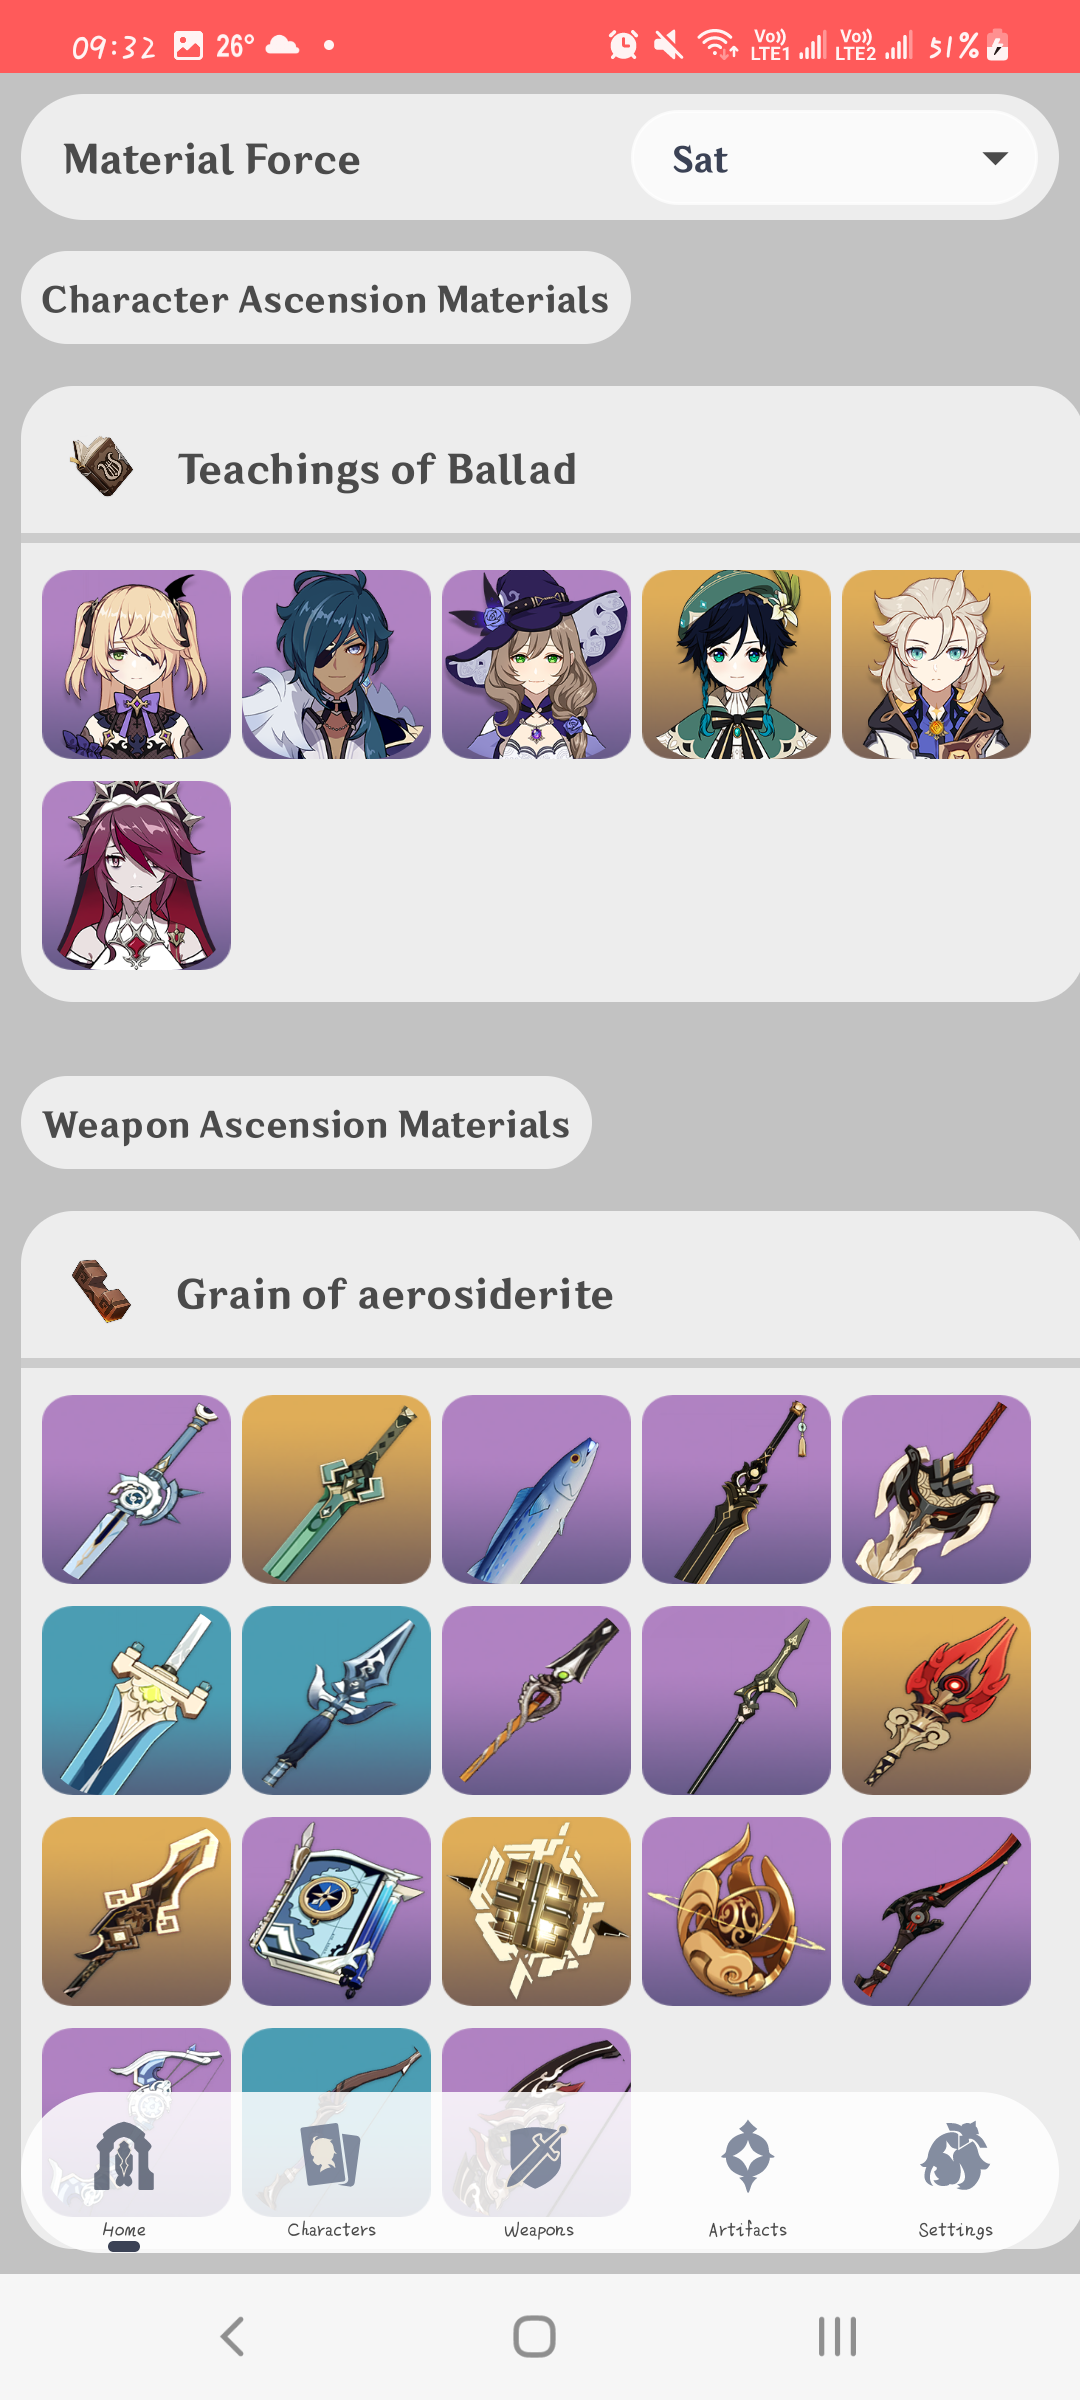 09:32 26° Vo)) LTE1 Vo)) LTE2 51%
Material Force
Sat
Character Ascension Materials
Teachings of Ballad
Weapon Ascension Materials
Grain of aerosiderite
Home Characters Weapons Artifacts Settings